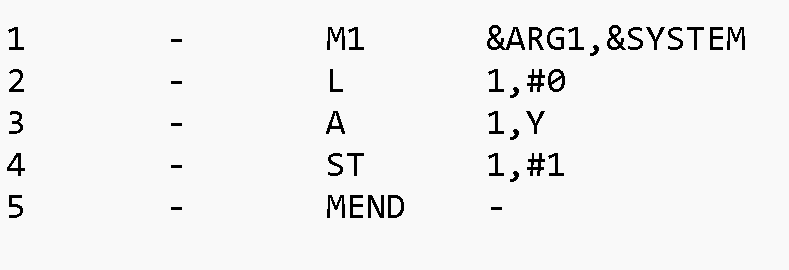 1 - M1 &ARG1,&SYSTEM
2 - L 1,#0
3 - A 1,Y
4 - ST 1,#1
5 - MEND -